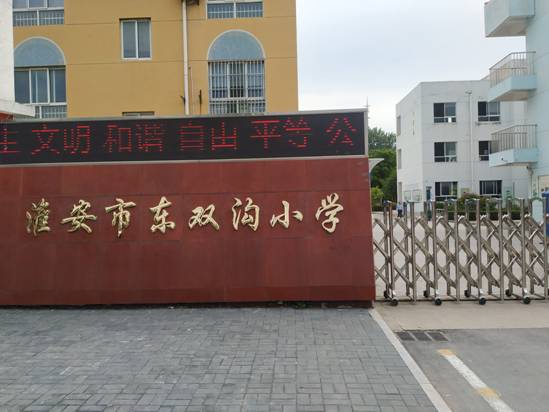 主 文明 和谐 自由 平等 公
淮安市东双沟小学